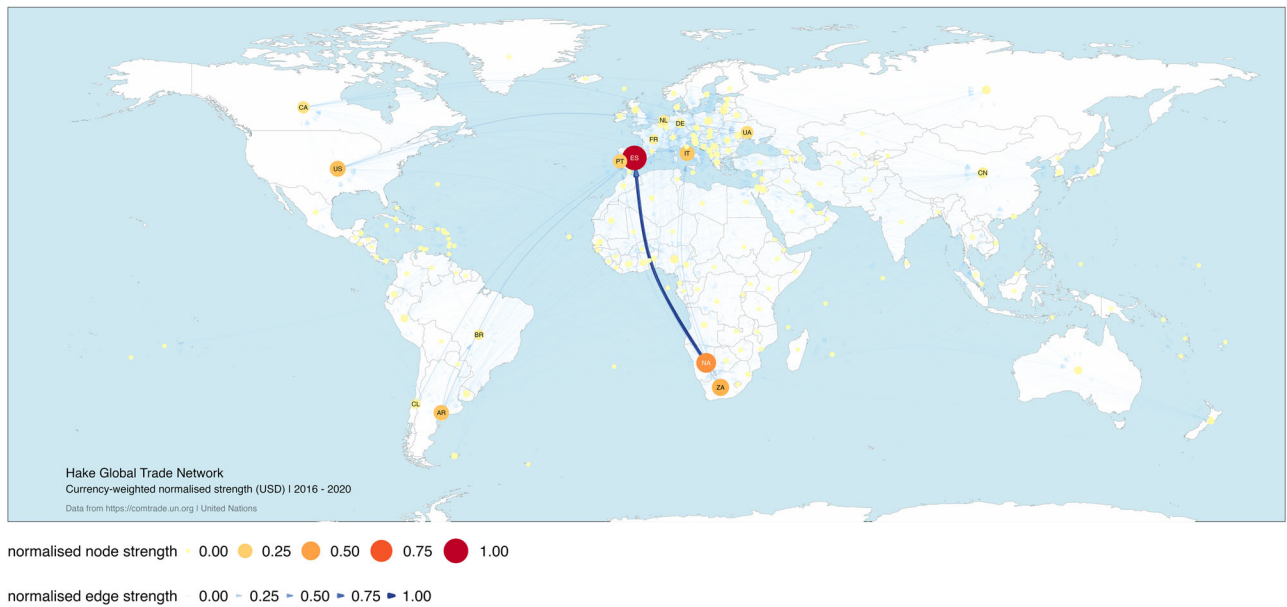 CA
NL
DE
UA
FR
IT
PT
ES
US
CN
BR
NA
ZA
CL
AR
Hake Global Trade Network
Currency-weighted normalised strength (USD) I 2016 - 2020
Data from https://comtrade.un.org I United Nations
normalised node strength 0.00 0.25 0.50 0.75 1.00
normalised edge strength 0.00 0.25 0.50 0.75 1.00